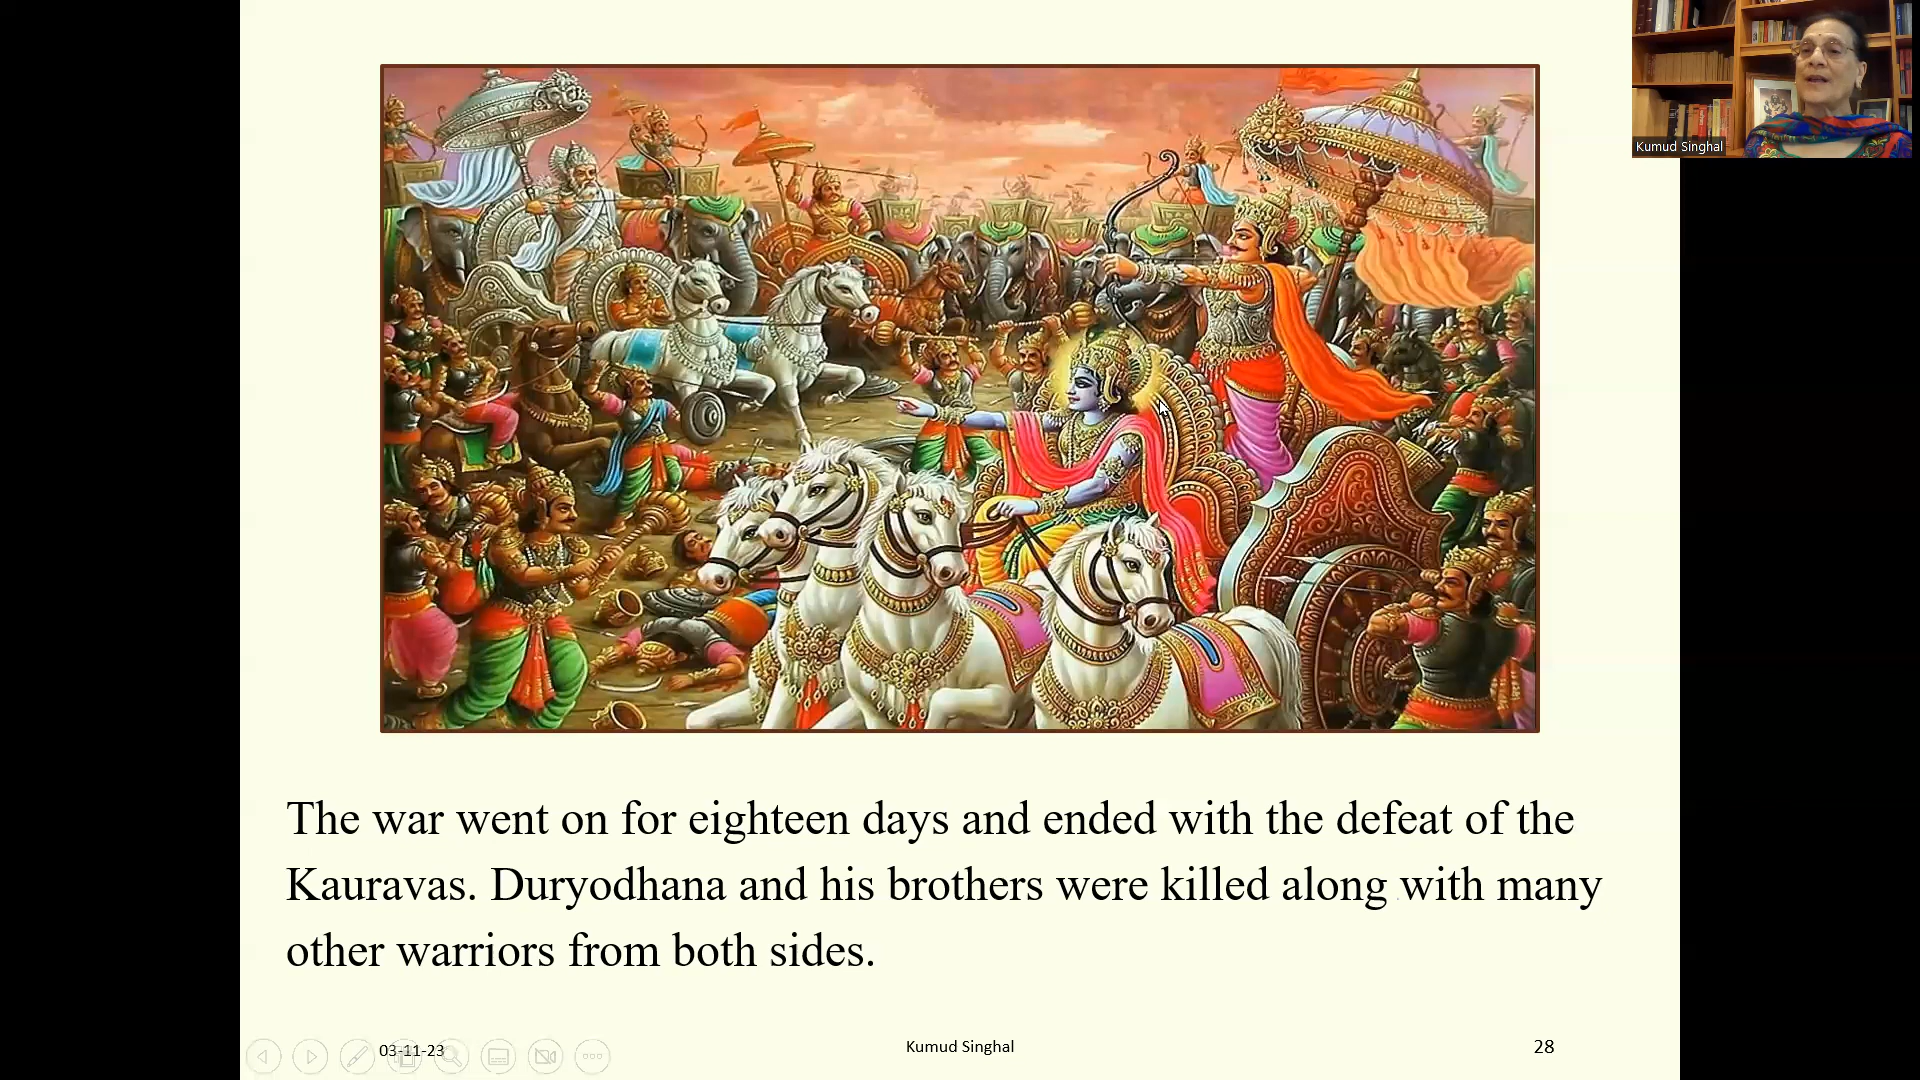 Kumud Singhal
The war went on for eighteen days and ended with the defeat of the
Kauravas. Duryodhana and his brothers were killed along with many
other warriors from both sides.
03-11-23
Kumud Singhal
28